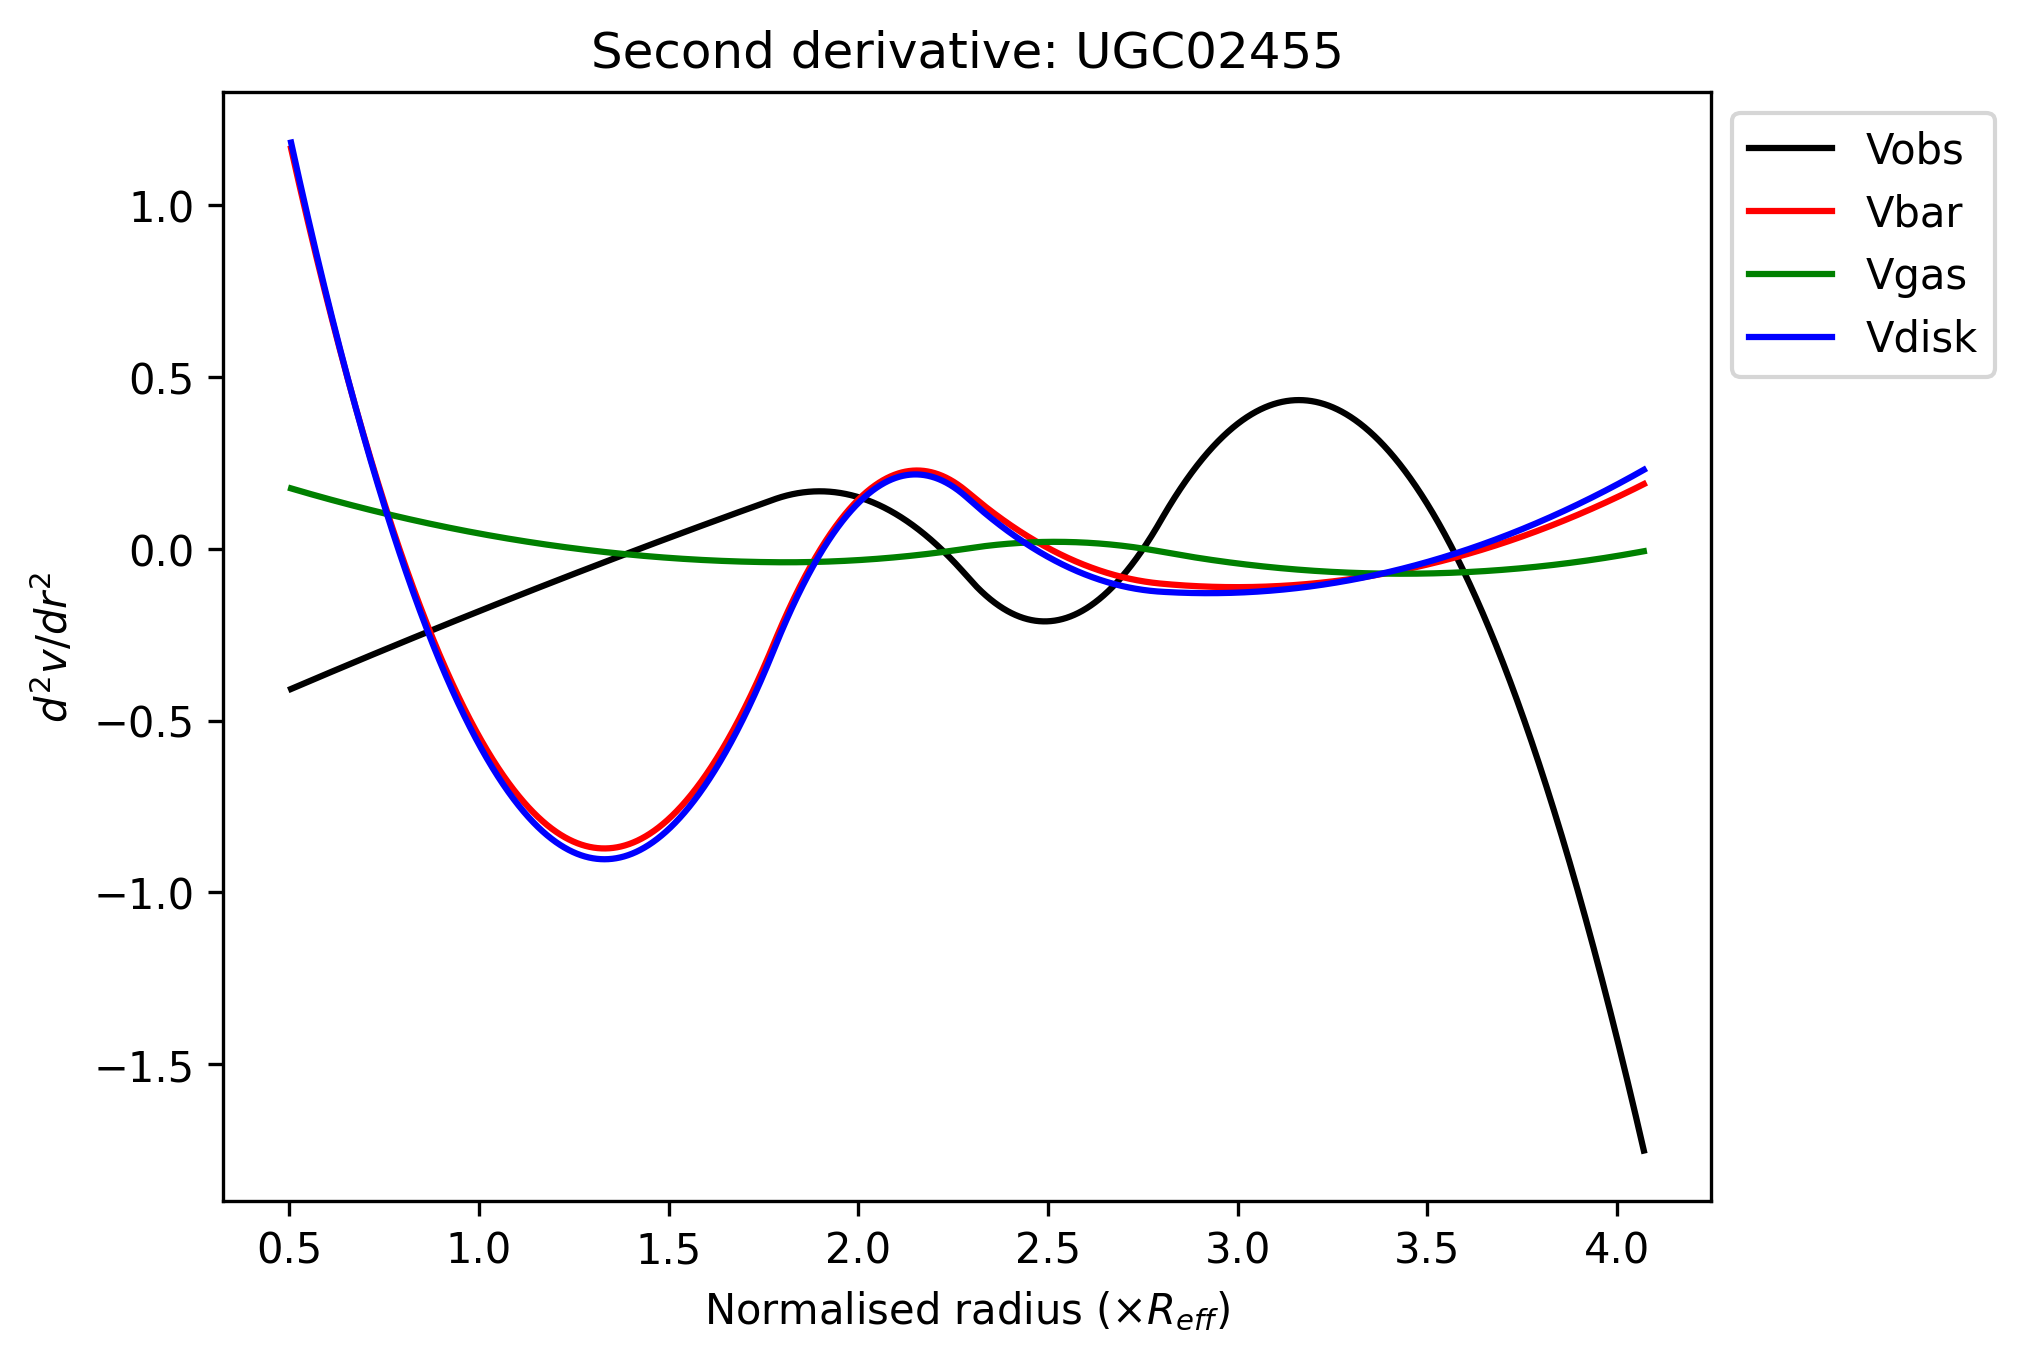 Second derivative: UGC02455
Vobs
Vbar
Vgas
Vdisk
1.0
0.5
0.0
−0.5
−1.0
−1.5
d²v/dr²
0.5 1.0 1.5 2.0 2.5 3.0 3.5 4.0
Normalised radius (×R_eff)